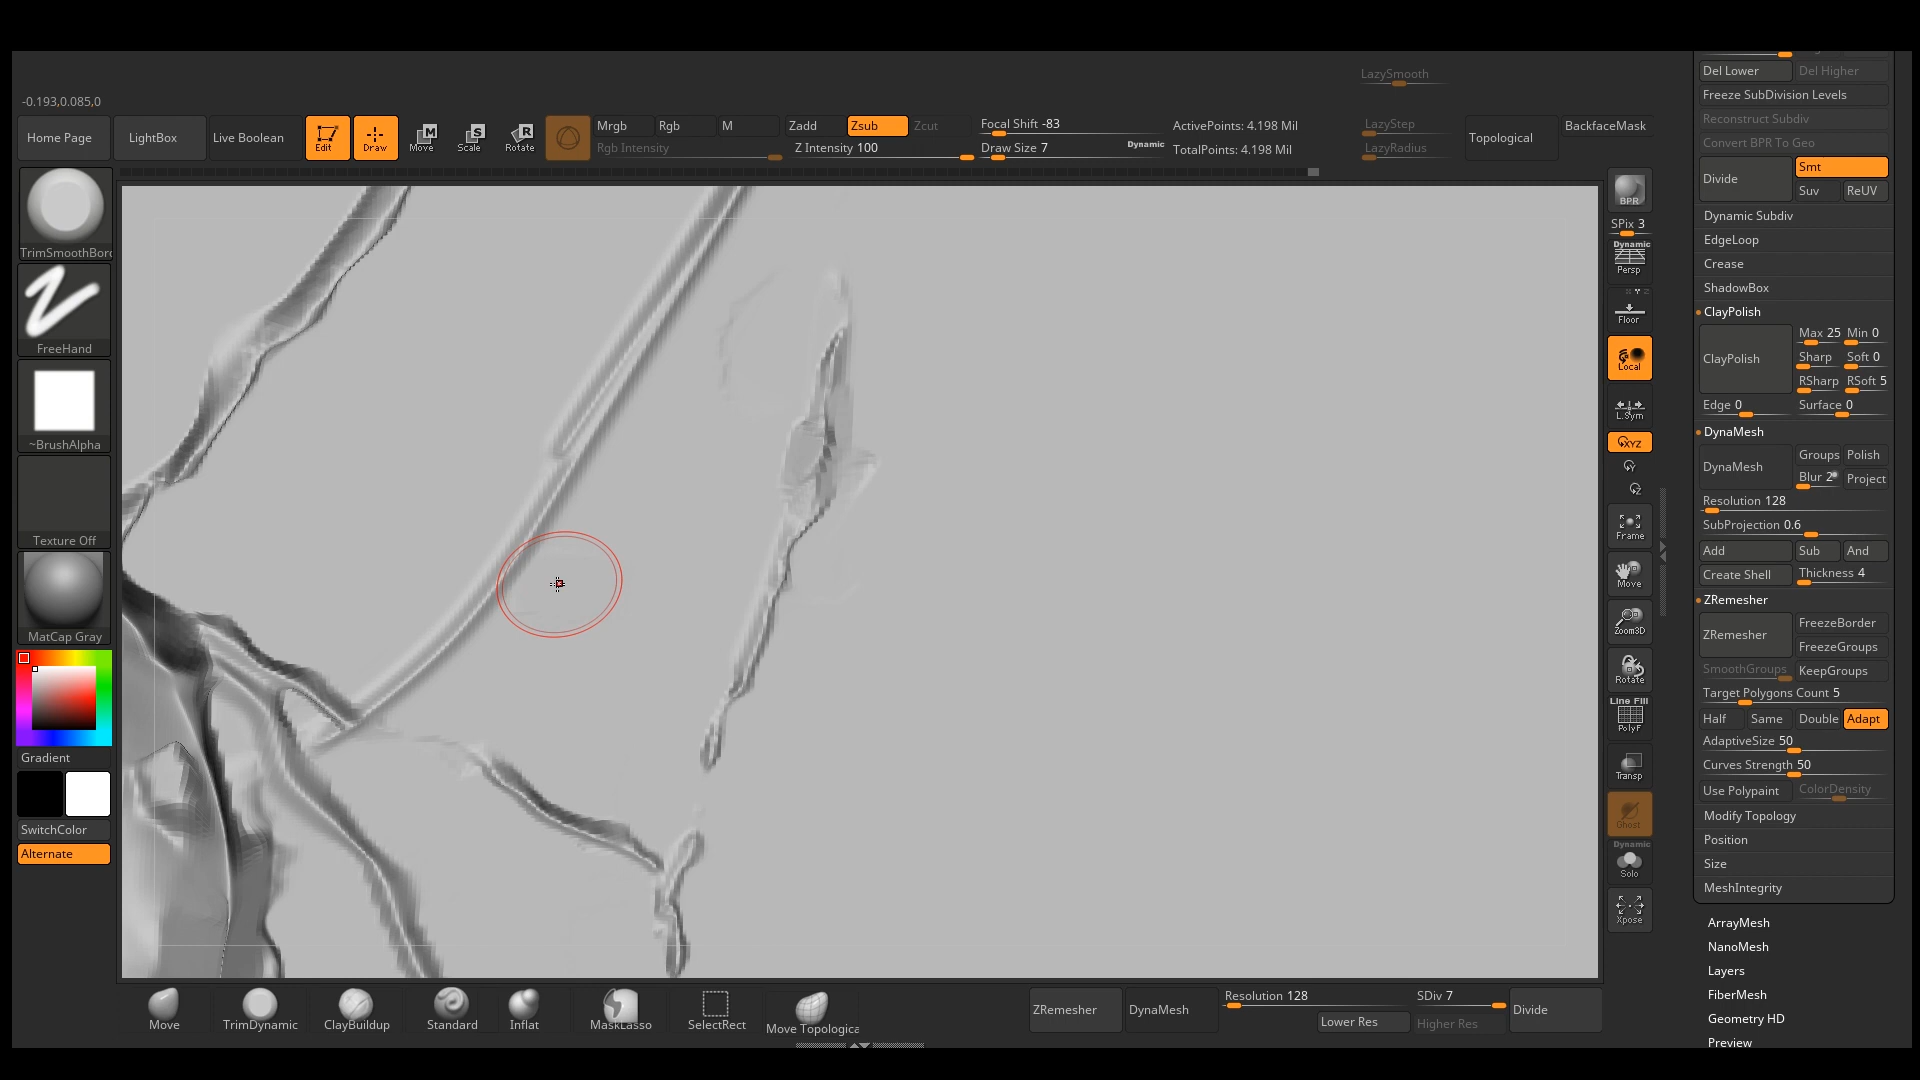 LazySmooth
-0.193,0.085,0
Home Page
LightBox
Live Boolean
Edit
Draw
Move
Scale
Rotate
M
S
R
Mrgb
Rgb
M
Rgb Intensity
Zadd
Zsub
Zcut
Z Intensity 100
Focal Shift -83
Draw Size 7
Dynamic
ActivePoints: 4.198 Mil
TotalPoints: 4.198 Mil
LazyStep
LazyRadius
Topological
BackfaceMask
TrimSmoothBord
FreeHand
~BrushAlpha
Texture Off
MatCap Gray
Gradient
SwitchColor
Alternate
BPR
SPix 3
Dynamic
Persp
Floor
Local
L.Sym
XYZ
Y
Z
Frame
Move
Zoom3D
Rotate
Line Fill
PolyF
Transp
Ghost
Dynamic
Solo
Xpose
Del Lower
Del Higher
Freeze SubDivision Levels
Reconstruct Subdiv
Convert BPR To Geo
Divide
Smt
Suv
ReUV
Dynamic Subdiv
EdgeLoop
Crease
ShadowBox
ClayPolish
ClayPolish
Max 25
Min 0
Sharp
Soft 0
RSharp
RSoft 5
Edge 0
Surface 0
DynaMesh
DynaMesh
Groups
Polish
Blur 2
Project
Resolution 128
SubProjection 0.6
Add
Sub
And
Create Shell
Thickness 4
ZRemesher
ZRemesher
FreezeBorder
FreezeGroups
SmoothGroups
KeepGroups
Target Polygons Count 5
Half
Same
Double
Adapt
AdaptiveSize 50
Curves Strength 50
Use Polypaint
ColorDensity
Modify Topology
Position
Size
MeshIntegrity
ArrayMesh
NanoMesh
Layers
FiberMesh
Geometry HD
Preview
Move
TrimDynamic
ClayBuildup
Standard
Inflat
MaskLasso
SelectRect
Move Topologica
ZRemesher
DynaMesh
Resolution 128
Lower Res
SDiv 7
Higher Res
Divide